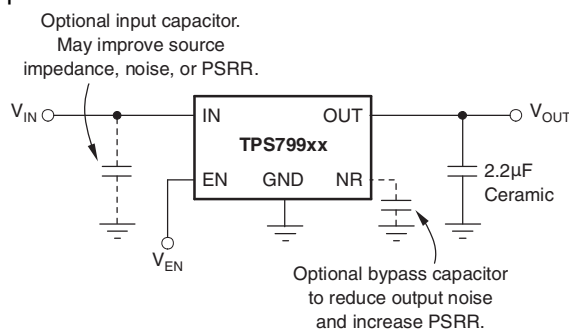 Optional input capacitor.
May improve source
impedance, noise, or PSRR.
V_IN
IN
OUT
V_OUT
TPS799xx
EN
GND
NR
2.2µF
Ceramic
V_EN
Optional bypass capacitor
to reduce output noise
and increase PSRR.